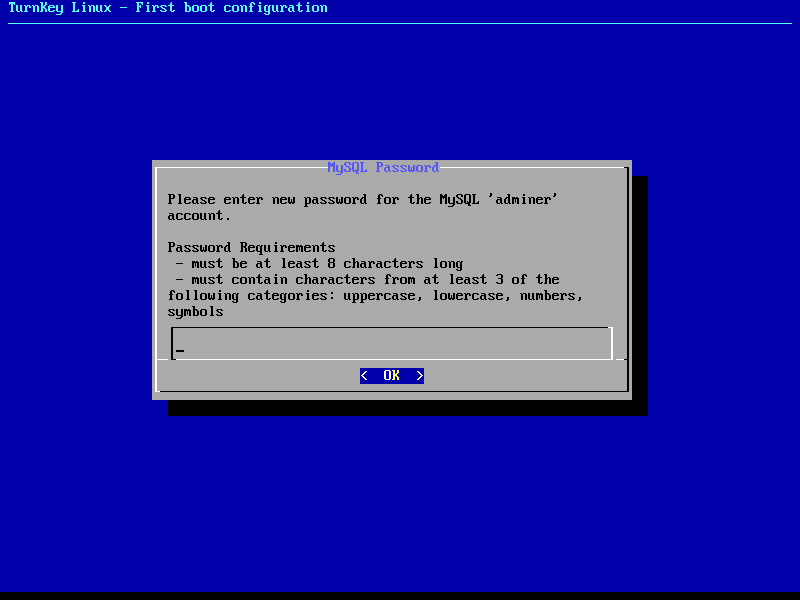 TurnKey Linux - First boot configuration
MySQL Password
Please enter new password for the MySQL 'adminer'
account.
Password Requirements
- must be at least 8 characters long
- must contain characters from at least 3 of the
following categories: uppercase, lowercase, numbers,
symbols
< OK >